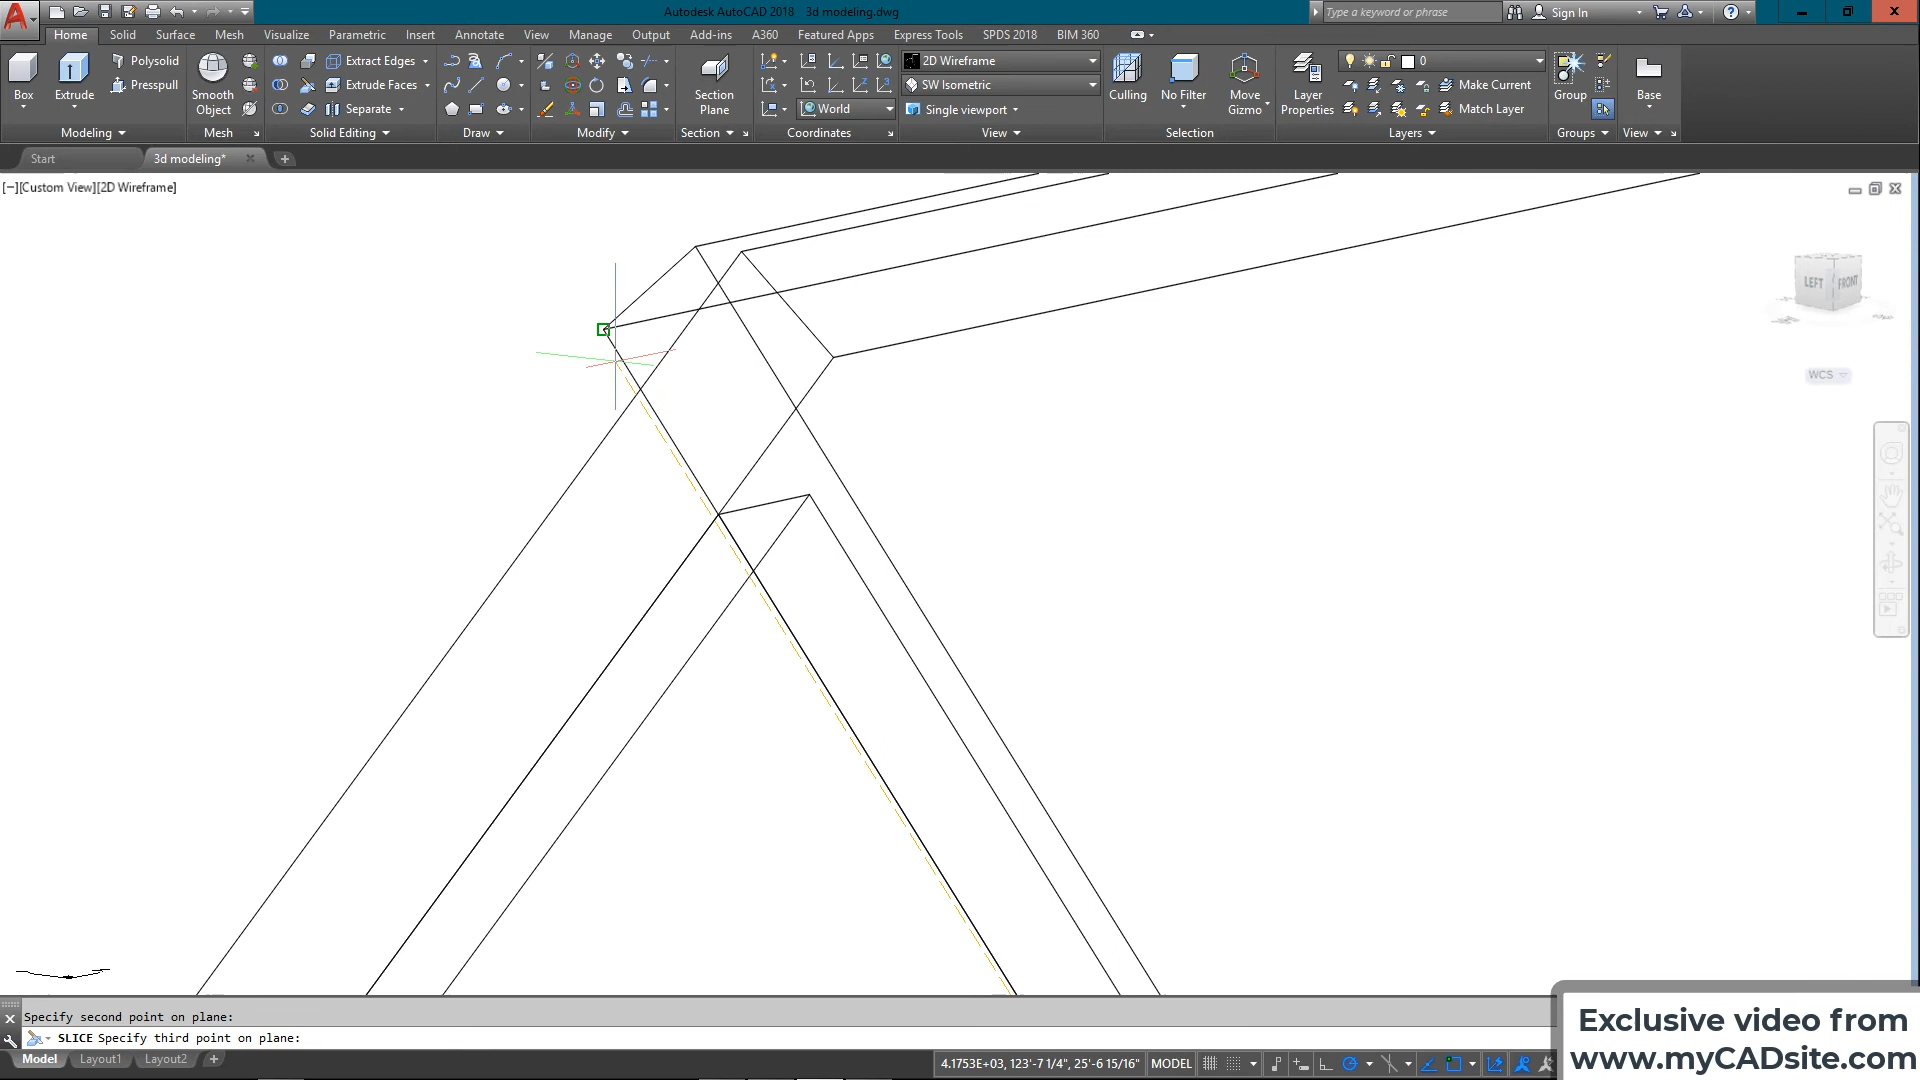 Autodesk AutoCAD 2018 3d modeling.dwg
Type a keyword or phrase
Sign In
Home Solid Surface Mesh Visualize Parametric Insert Annotate View Manage Output Add-ins A360 Featured Apps Express Tools SPDS 2018 BIM 360
Polysolid
Presspull
Box
Extrude
Smooth
Object
Extract Edges
Extrude Faces
Separate
Section
Plane
World
2D Wireframe
SW Isometric
Single viewport
Culling
No Filter
Move
Gizmo
Layer
Properties
0
Make Current
Match Layer
Group
Base
Modeling Mesh Solid Editing Draw Modify Section Coordinates View Selection Layers Groups View
Start 3d modeling*
[−][Custom View][2D Wireframe]
LEFT FRONT
WCS
Specify second point on plane:
SLICE Specify third point on plane:
Model Layout1 Layout2
4.1753E+03, 123'-7 1/4", 25'-6 15/16" MODEL
Exclusive video from
www.myCADsite.com